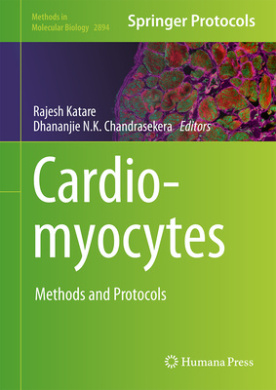 Methods in
Molecular Biology 2894
Springer Protocols
Rajesh Katare
Dhananjie N.K. Chandrasekera Editors
Cardio-
myocytes
Methods and Protocols
Humana Press